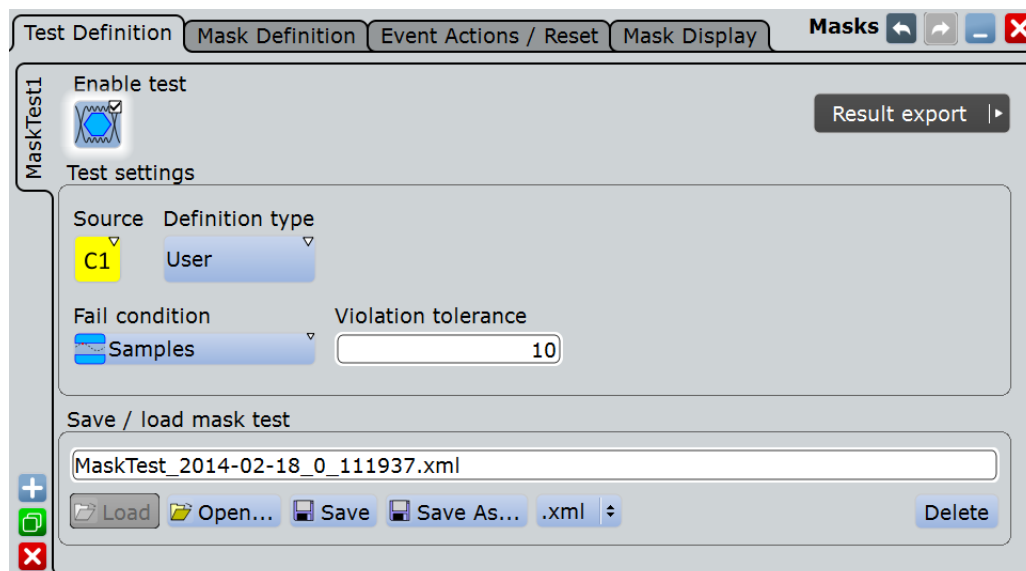 Test Definition
Mask Definition
Event Actions / Reset
Mask Display
Masks
MaskTest1
Enable test
Result export
Test settings
Source
Definition type
C1
User
Fail condition
Violation tolerance
Samples
10
Save / load mask test
MaskTest_2014-02-18_0_111937.xml
Load
Open...
Save
Save As...
.xml
Delete